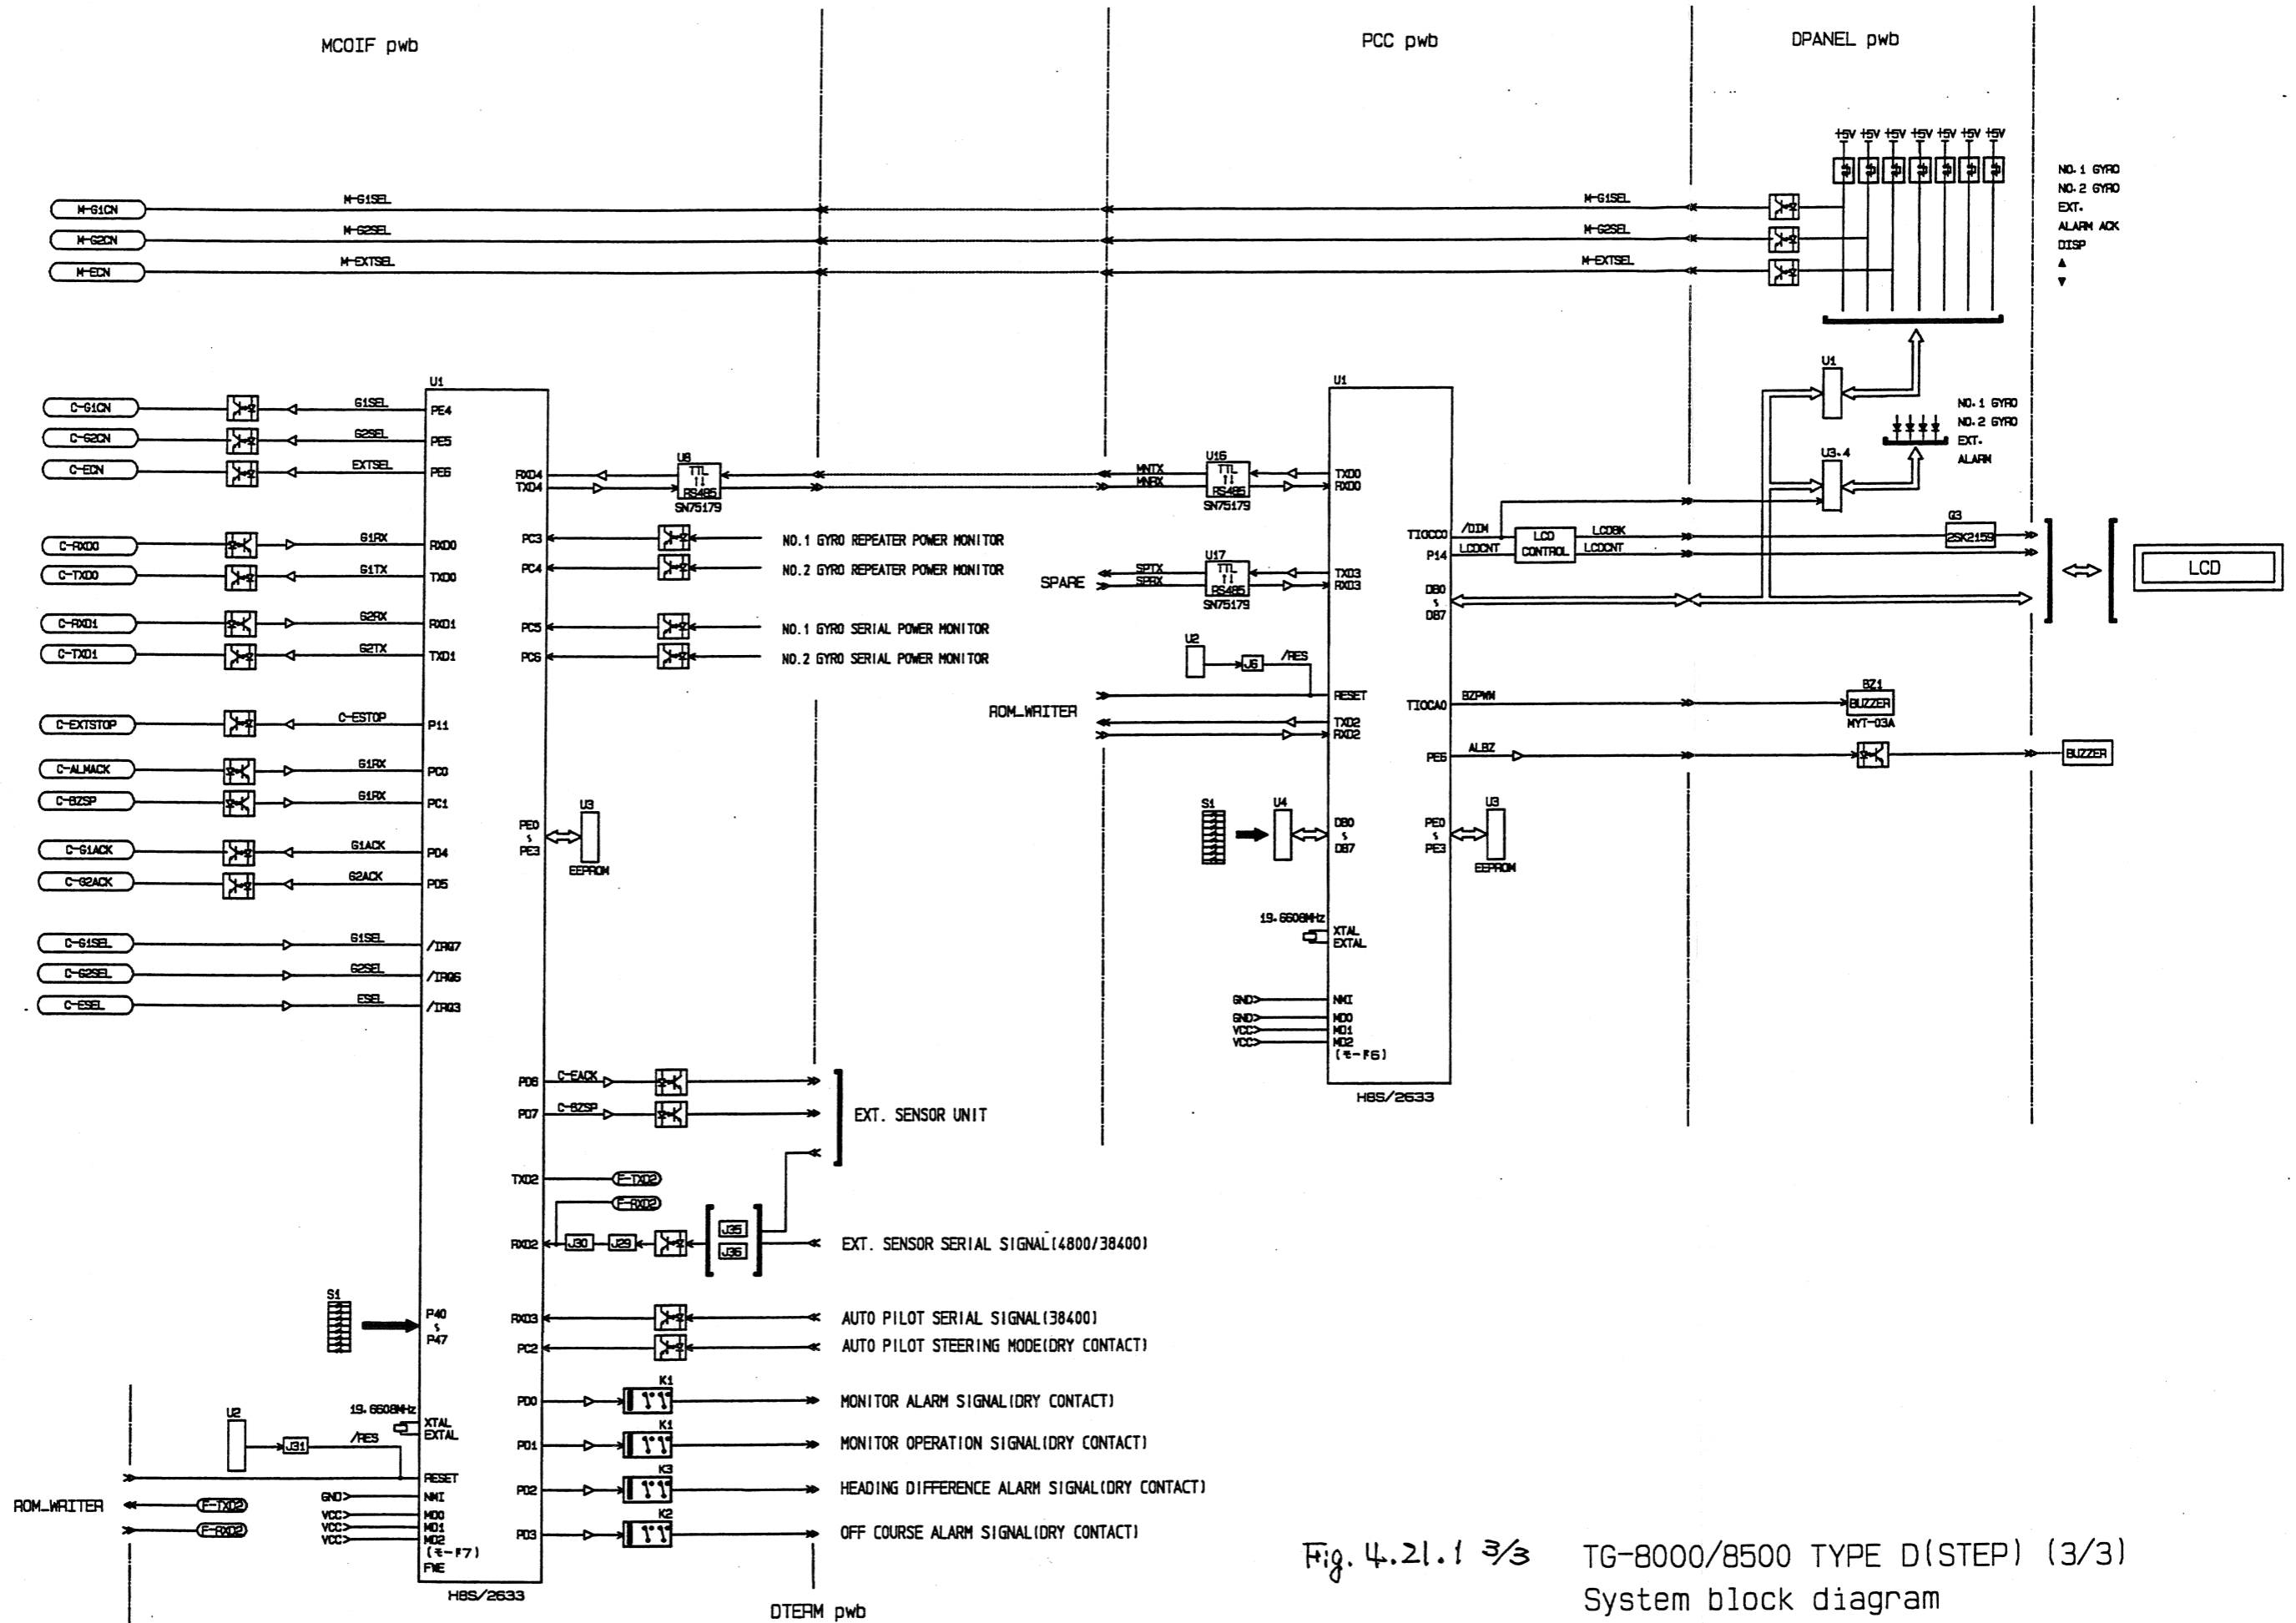 MCOIF pwb
PCC pwb
DPANEL pwb
+5V +5V +5V +5V +5V +5V +5V
NO.1 GYRO
NO.2 GYRO
EXT.
ALARM ACK
DISP
▲
▼
M-G1CN
M-G1SEL
M-G1SEL
M-G2CN
M-G2SEL
M-G2SEL
M-ECN
M-EXTSEL
M-EXTSEL
U1
C-G1CN
G1SEL
PE4
C-G2CN
G2SEL
PE5
C-ECN
EXTSEL
PE6
C-RXD0
G1RX
RXD0
C-TXD0
G1TX
TXD0
C-RXD1
G2RX
RXD1
C-TXD1
G2TX
TXD1
C-EXTSTOP
C-ESTOP
P11
C-ALMACK
G1RX
PC0
C-BZSP
G1RX
PC1
C-G1ACK
G1ACK
PD4
C-G2ACK
G2ACK
PD5
C-G1SEL
G1SEL
/IRQ7
C-G2SEL
G2SEL
/IRQ6
C-ESEL
ESEL
/IRQ3
S1
P40
P47
19.6608MHz
XTAL
EXTAL
U2
J31
/RES
RESET
ROM_WRITER
F-TXD2
F-RXD2
GND
NMI
VCC
MD0
VCC
MD1
VCC
MD2
(モード7)
FWE
H8S/2633
RXD4
TXD4
U8
TTL
RS485
SN75179
PC3
NO.1 GYRO REPEATER POWER MONITOR
PC4
NO.2 GYRO REPEATER POWER MONITOR
PC5
NO.1 GYRO SERIAL POWER MONITOR
PC6
NO.2 GYRO SERIAL POWER MONITOR
PE0
PE3
U3
EEPROM
PD6
C-EACK
PD7
C-BZSP
EXT. SENSOR UNIT
TXD2
F-TXD2
F-RXD2
RXD2
J30
J29
J35
J36
EXT. SENSOR SERIAL SIGNAL(4800/38400)
RXD3
AUTO PILOT SERIAL SIGNAL(38400)
PC2
AUTO PILOT STEERING MODE(DRY CONTACT)
PD0
K1
MONITOR ALARM SIGNAL(DRY CONTACT)
PD1
K1
MONITOR OPERATION SIGNAL(DRY CONTACT)
PD2
K3
HEADING DIFFERENCE ALARM SIGNAL(DRY CONTACT)
PD3
K2
OFF COURSE ALARM SIGNAL(DRY CONTACT)
DTERM pwb
U1
MNTX
MNRX
U16
TTL
RS485
SN75179
TXD0
RXD0
SPARE
SPTX
SPRX
U17
TTL
RS485
SN75179
TXD3
RXD3
U2
J6
/RES
RESET
ROM_WRITER
TXD2
RXD2
S1
U4
DB0
DB7
19.6608MHz
XTAL
EXTAL
GND
NMI
GND
MD0
VCC
MD1
VCC
MD2
(モード6)
H8S/2633
TIOCC0
/DIM
P14
LCDCNT
LCD
CONTROL
LCDBK
LCDCNT
DB0
DB7
TIOCA0
BZPWM
PE6
ALBZ
PE0
PE3
U3
EEPROM
U1
U3.4
NO.1 GYRO
NO.2 GYRO
EXT.
ALARM
Q3
2SK2159
LCD
BZ1
BUZZER
MYT-03A
BUZZER
Fig. 4.21.1 3/3
TG-8000/8500 TYPE D(STEP) (3/3)
System block diagram